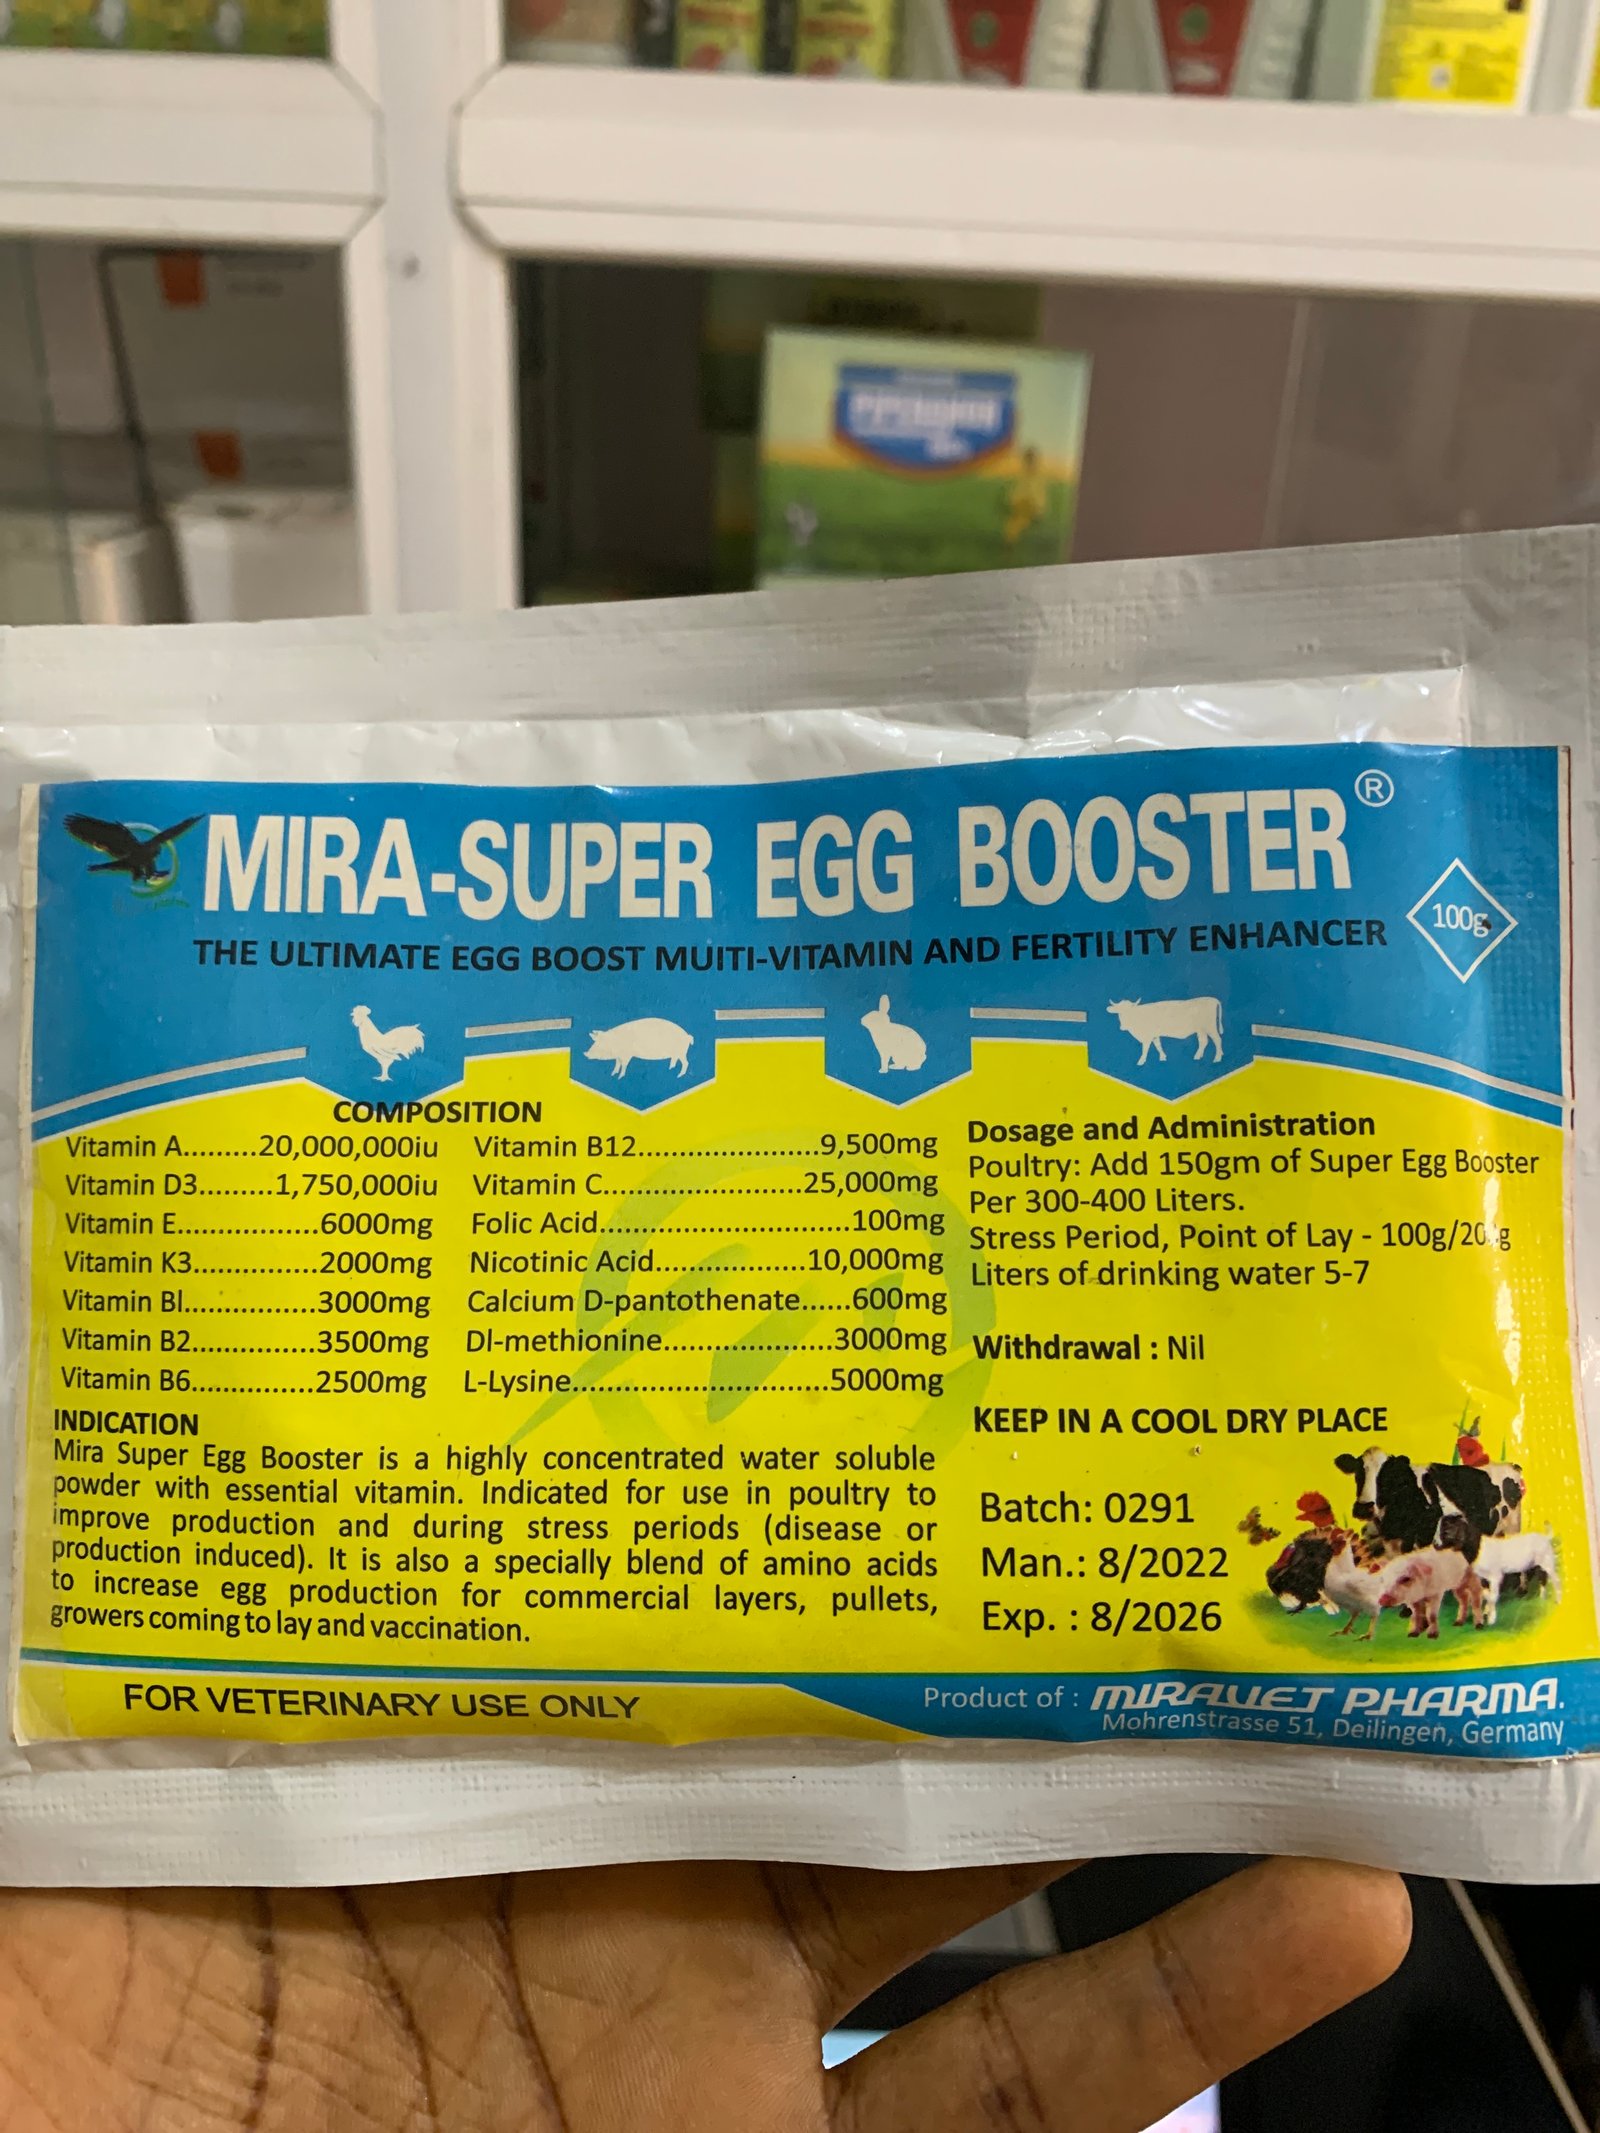 MIRA-SUPER EGG BOOSTER®
THE ULTIMATE EGG BOOST MUITI-VITAMIN AND FERTILITY ENHANCER
100g
COMPOSITION
Vitamin A.........20,000,000iu
Vitamin D3.........1,750,000iu
Vitamin E.................6000mg
Vitamin K3...............2000mg
Vitamin Bl................3000mg
Vitamin B2...............3500mg
Vitamin B6...............2500mg
Vitamin B12......................9,500mg
Vitamin C........................25,000mg
Folic Acid..............................100mg
Nicotinic Acid..................10,000mg
Calcium D-pantothenate......600mg
Dl-methionine.....................3000mg
L-Lysine...............................5000mg
INDICATION
Mira Super Egg Booster is a highly concentrated water soluble
powder with essential vitamin. Indicated for use in poultry to
improve production and during stress periods (disease or
production induced). It is also a specially blend of amino acids
to increase egg production for commercial layers, pullets,
growers coming to lay and vaccination.
Dosage and Administration
Poultry: Add 150gm of Super Egg Booster
Per 300-400 Liters.
Stress Period, Point of Lay -
Liters of drinking water 5-7
Withdrawal : Nil
KEEP IN A COOL DRY PLACE
Batch: 0291
Man.: 8/2022
Exp. : 8/2026
FOR VETERINARY USE ONLY
Product of : MIRAVET PHARMA.
Mohrenstrasse 51, Deilingen, Germany